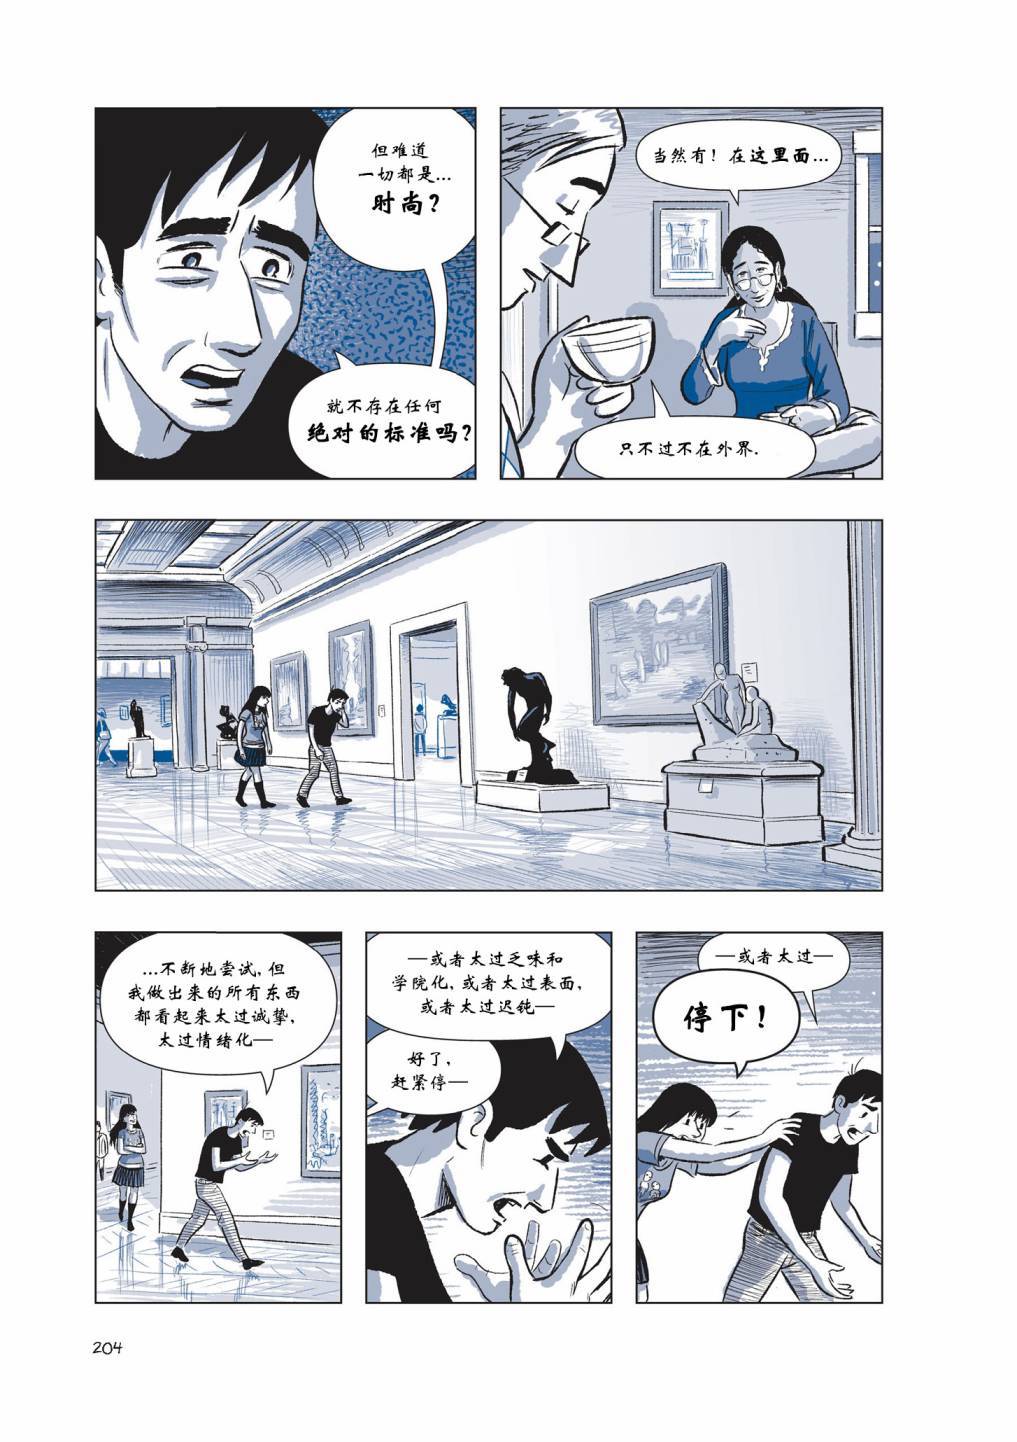 但难道
一切都是…
时尚?
就不存在任何
绝对的标准吗?
当然有! 在这里面…
只不过不在外界.
…不断地尝试, 但
我做出来的所有东西
都看起来太过诚挚,
太过情绪化—
—或者太过乏味和
学院化, 或者太过表面,
或者太过迟钝—
好了,
赶紧停—
—或者太过—
停下!
204